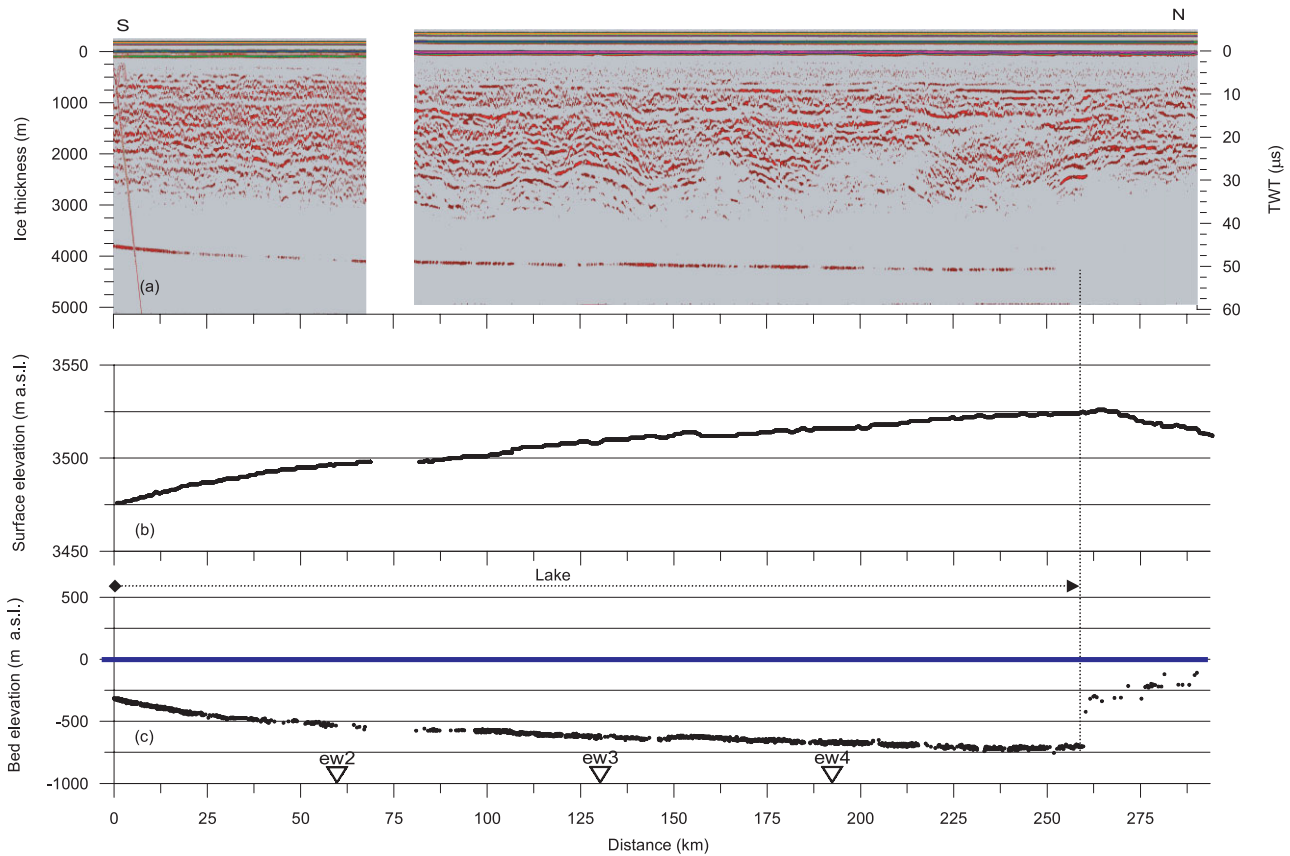 S
N
0
1000
2000
3000
4000
5000
Ice thickness (m)
0
10
20
30
40
50
60
TWT (µs)
(a)
3550
3500
3450
Surface elevation (m a.s.l.)
(b)
Lake
500
0
-500
-1000
Bed elevation (m a.s.l.)
(c)
ew2
ew3
ew4
0
25
50
75
100
125
150
175
200
225
250
275
Distance (km)